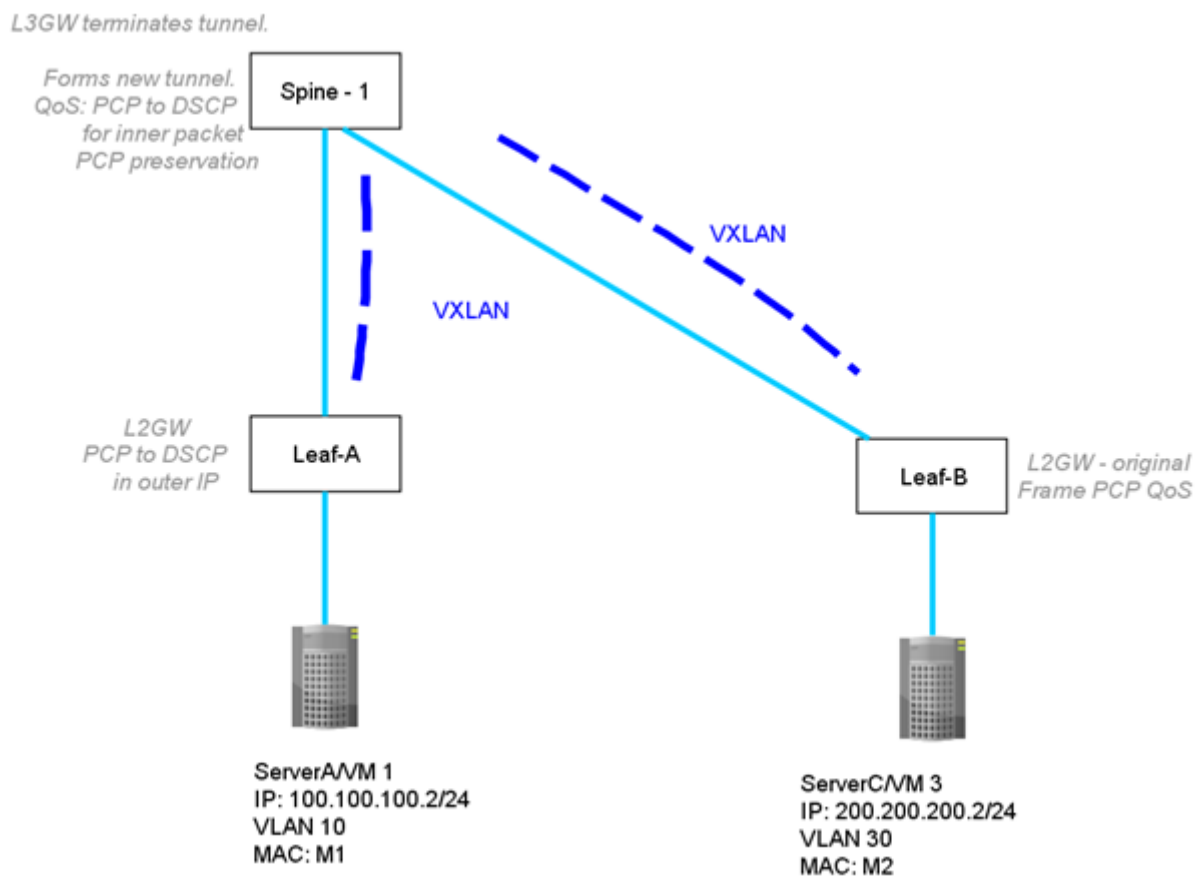 L3GW terminates tunnel.
Forms new tunnel.
QoS: PCP to DSCP
for inner packet
PCP preservation
Spine - 1
VXLAN
VXLAN
L2GW
PCP to DSCP
in outer IP
Leaf-A
Leaf-B
L2GW - original
Frame PCP QoS
ServerA/VM 1
IP: 100.100.100.2/24
VLAN 10
MAC: M1
ServerC/VM 3
IP: 200.200.200.2/24
VLAN 30
MAC: M2